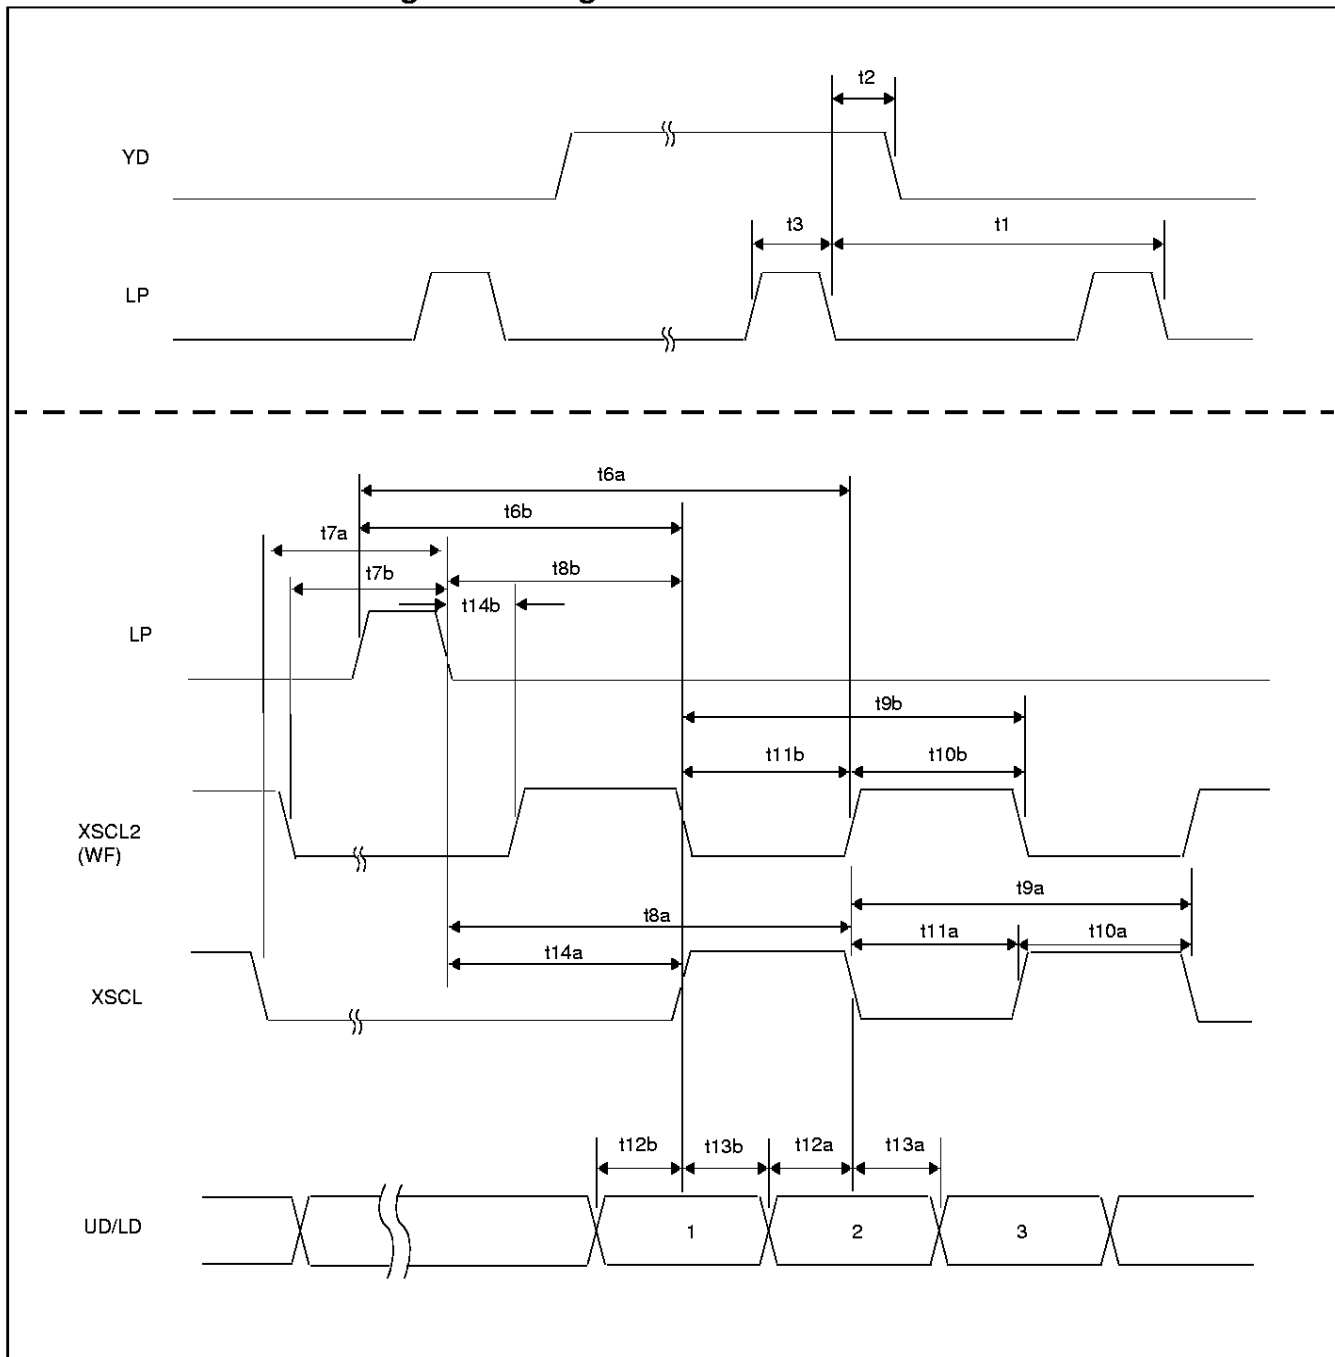 t2
YD
t3 t1
LP
t6a
t6b
t7a
t7b t8b
t14b
LP
t9b
t11b t10b
XSCL2
(WF)
t9a
t8a
t11a t10a
t14a
XSCL
t12b t13b t12a t13a
UD/LD 1 2 3